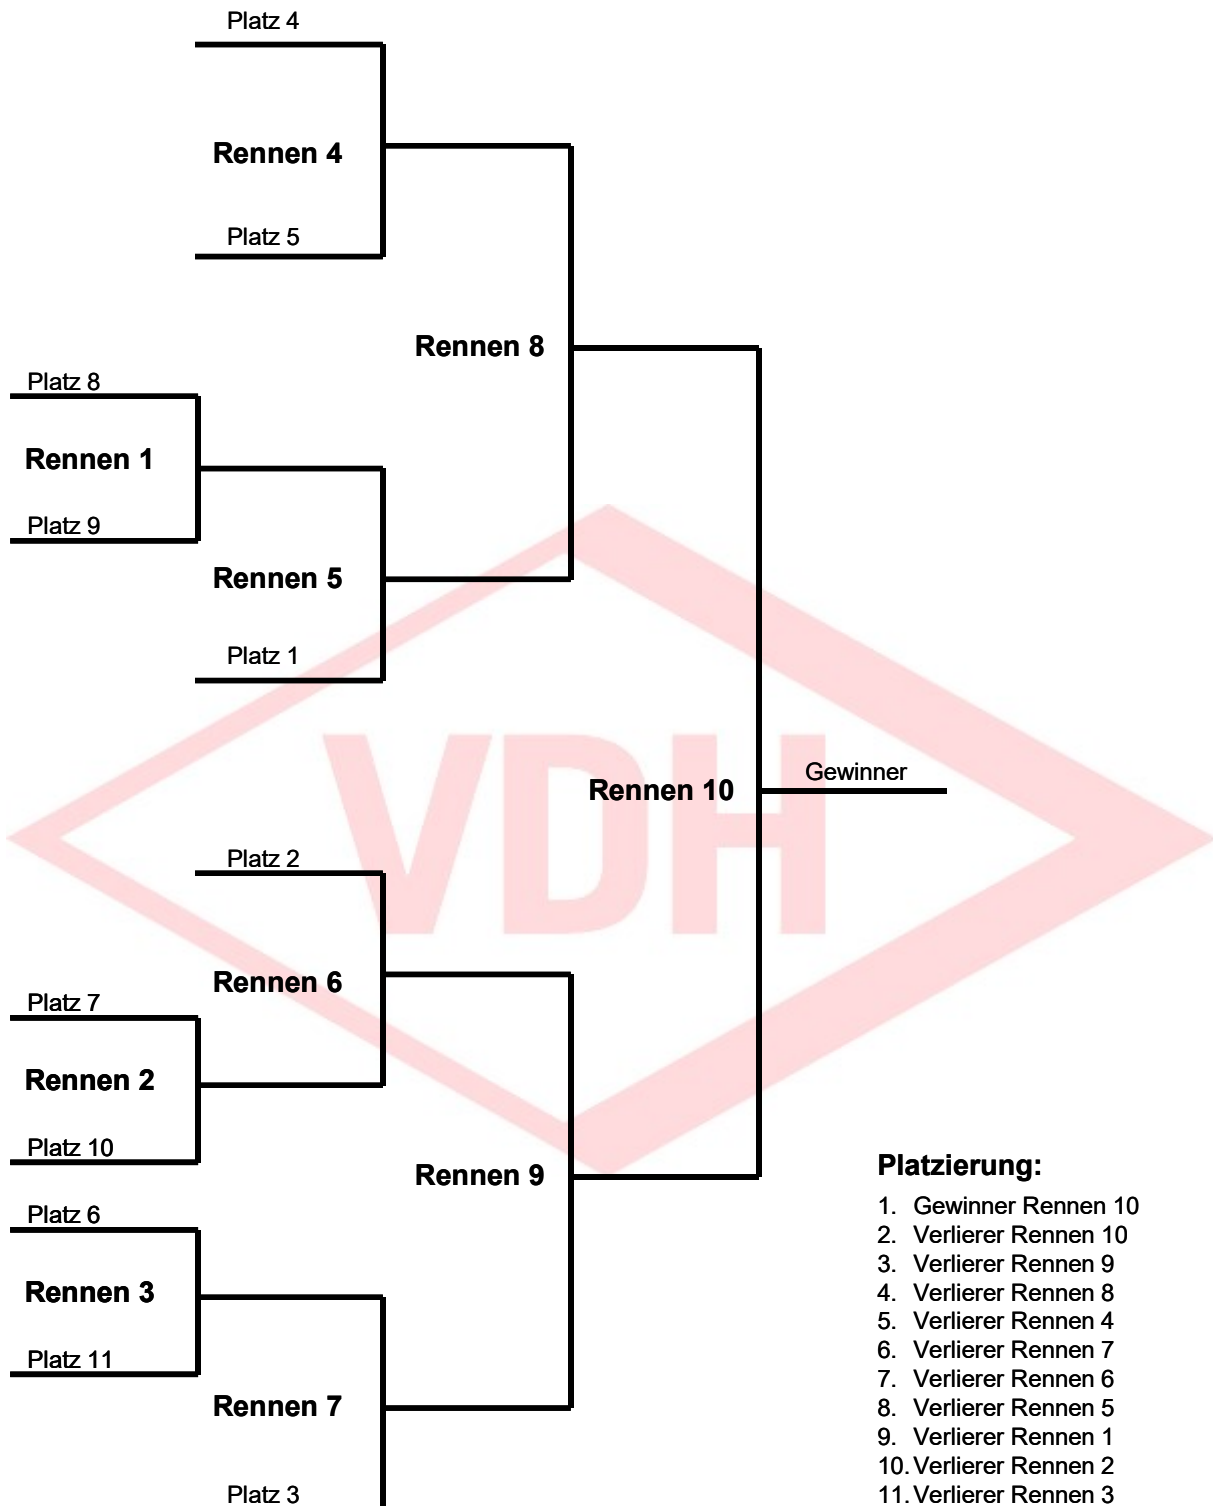 Platz 4
Rennen 4
Platz 5
Rennen 8
Platz 8
Rennen 1
Platz 9
Rennen 5
Platz 1
VDH
Gewinner
Rennen 10
Platz 2
Rennen 6
Platz 7
Rennen 2
Platz 10
Rennen 9
Platz 6
Rennen 3
Platz 11
Rennen 7
Platz 3
Platzierung:
1. Gewinner Rennen 10
2. Verlierer Rennen 10
3. Verlierer Rennen 9
4. Verlierer Rennen 8
5. Verlierer Rennen 4
6. Verlierer Rennen 7
7. Verlierer Rennen 6
8. Verlierer Rennen 5
9. Verlierer Rennen 1
10. Verlierer Rennen 2
11. Verlierer Rennen 3